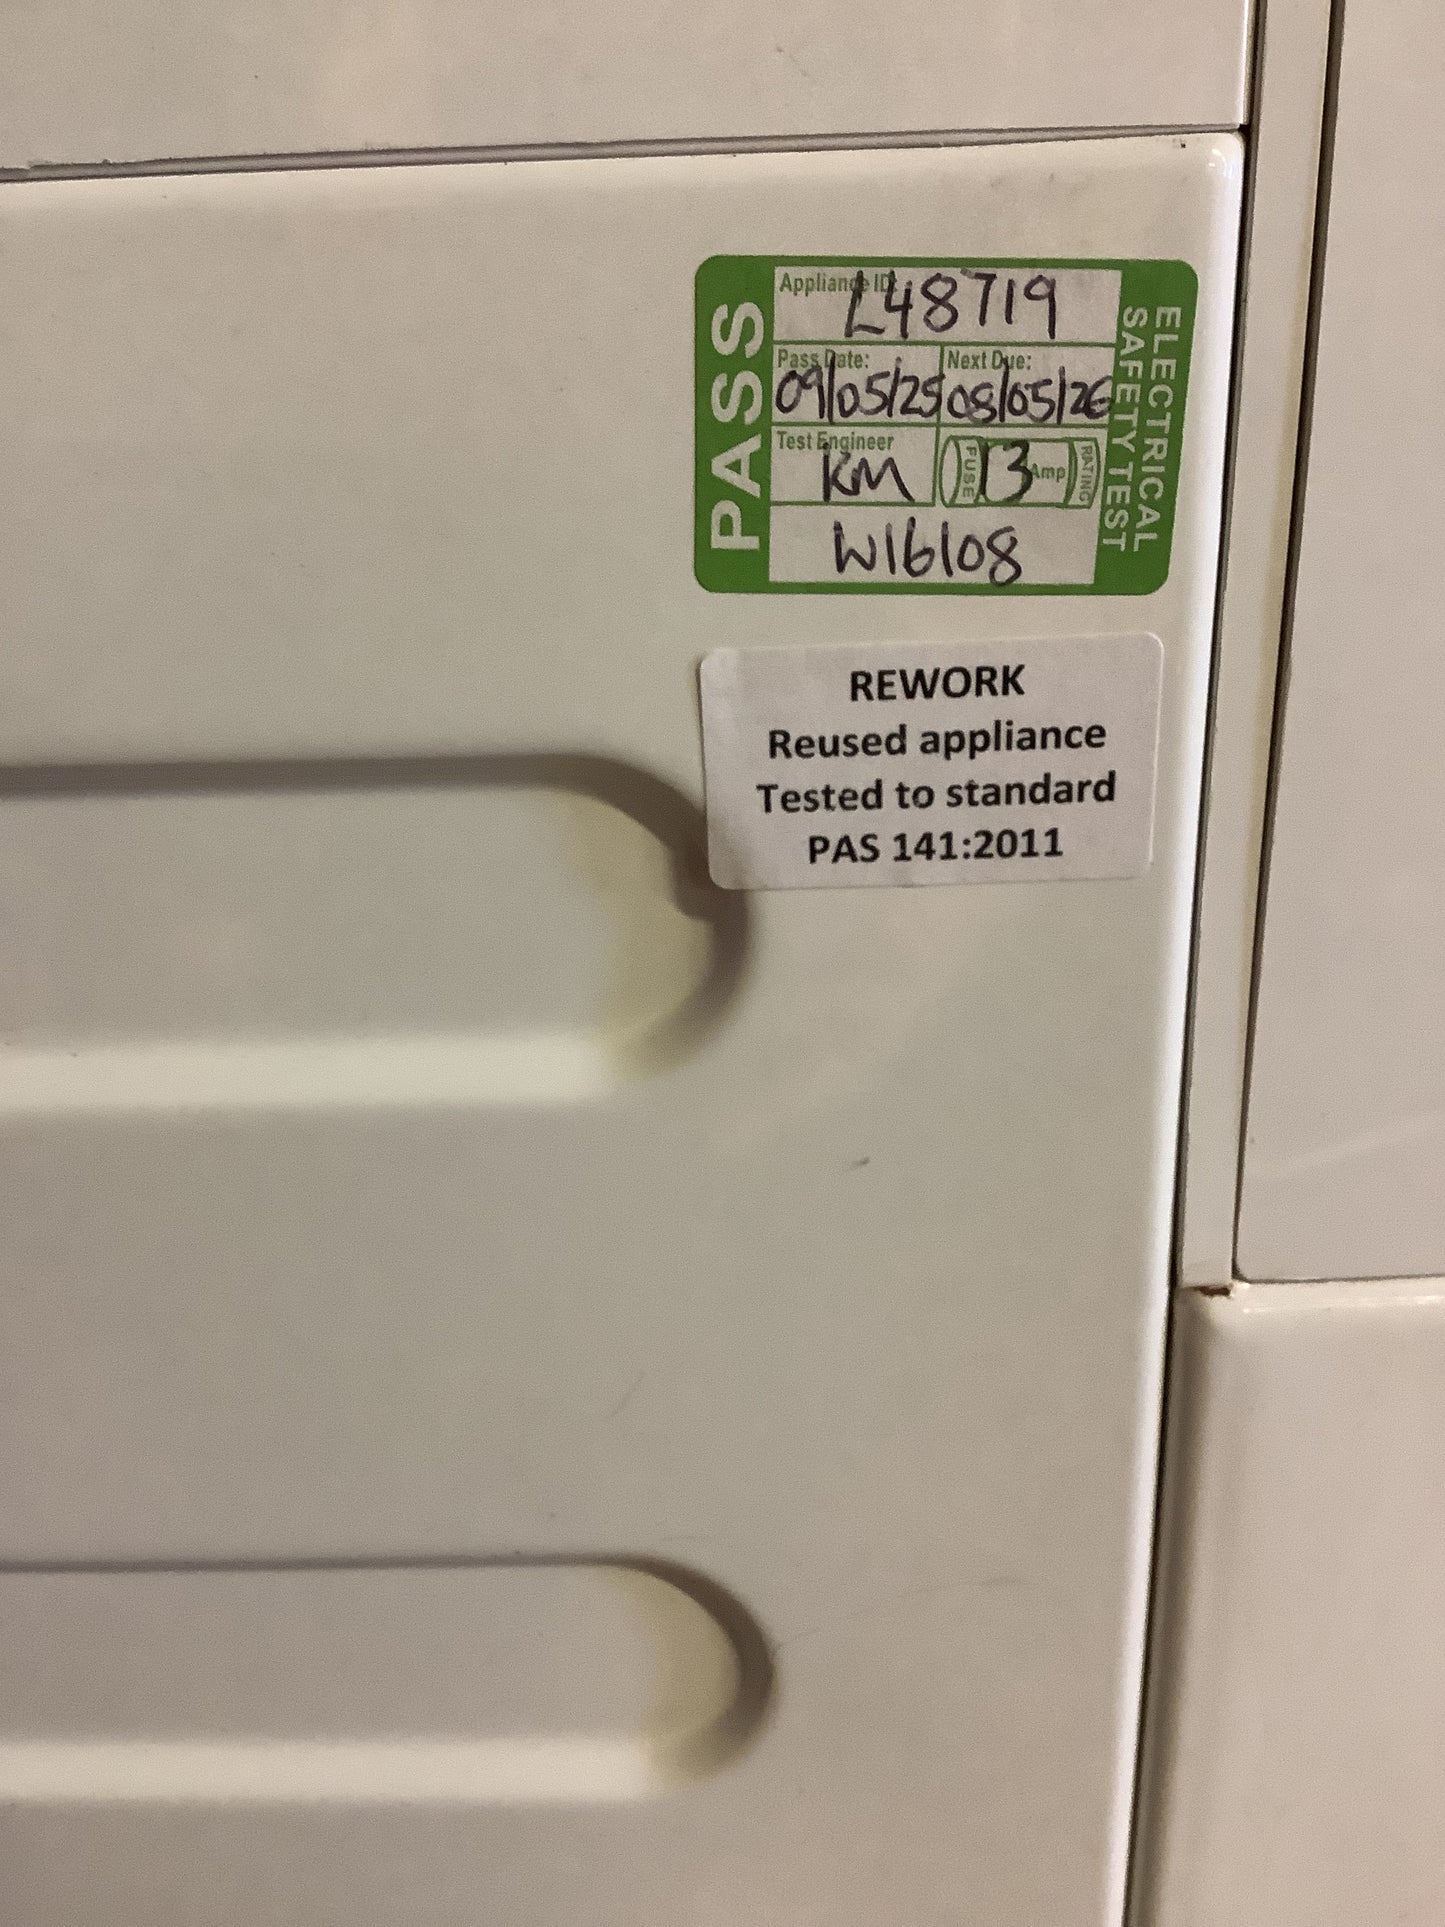 PASS
Appliance ID:
L48719
Pass Date:
09/05/25
Next Due:
08/05/26
Test Engineer
KM
FUSE
13
Amp
RATING
W16108
ELECTRICAL
SAFETY TEST
REWORK
Reused appliance
Tested to standard
PAS 141:2011